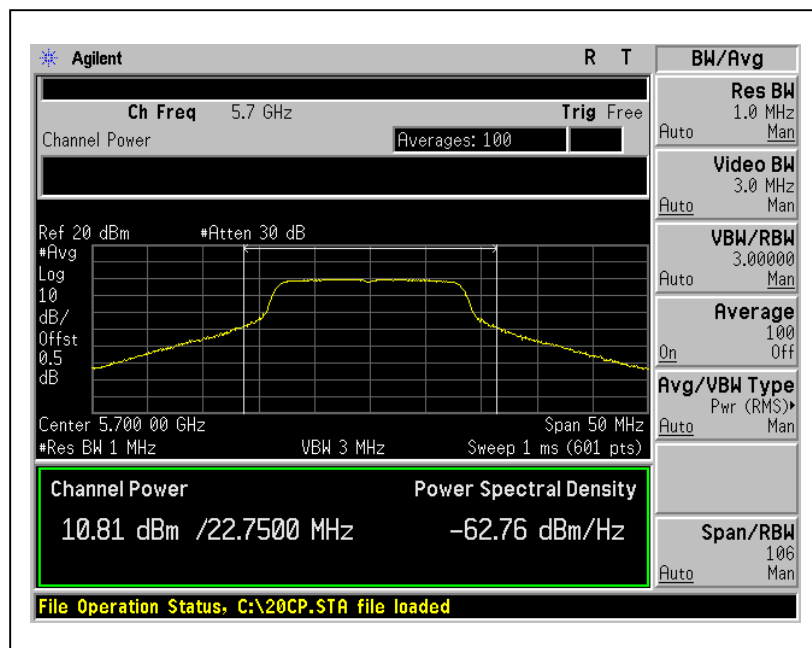 Agilent R T
Ch Freq 5.7 GHz Trig Free
Channel Power Averages: 100
Ref 20 dBm #Atten 30 dB
#Avg
Log
10
dB/
Offst
0.5
dB
Center 5.700 00 GHz Span 50 MHz
#Res BW 1 MHz VBW 3 MHz Sweep 1 ms (601 pts)
Channel Power Power Spectral Density
10.81 dBm /22.7500 MHz -62.76 dBm/Hz
File Operation Status, C:\20CP.STA file loaded
BW/Avg
Res BW
1.0 MHz
Auto Man
Video BW
3.0 MHz
Auto Man
VBW/RBW
3.00000
Auto Man
Average
100
On Off
Avg/VBW Type
Pwr (RMS)▸
Auto Man
Span/RBW
106
Auto Man